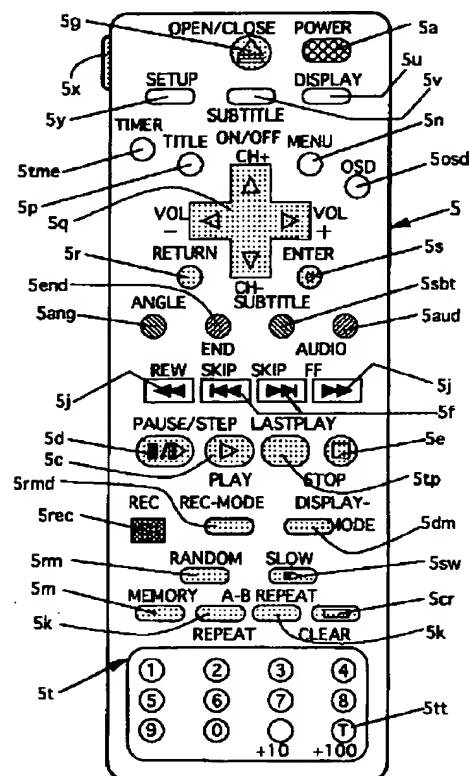 5g OPEN/CLOSE POWER 5a
5x 5u
SETUP DISPLAY 5v
5y SUBTITLE
TIMER ON/OFF 5n
TITLE CH+ MENU
5tme OSD 5osd
5p
5q VOL VOL 5
- +
5r RETURN ENTER 5s
5end CH-
ANGLE SUBTITLE 5sbt
5ang 5aud
END AUDIO
REW SKIP SKIP FF
5j 5j
5f
PAUSE/STEP LASTPLAY
5d 5e
5c
PLAY STOP 5tp
5rmd REC REC-MODE DISPLAY-
5rec MODE 5dm
RANDOM SLOW
5rm 5sw
5m MEMORY A-B REPEAT 5cr
5k REPEAT CLEAR 5k
5t 1 2 3 4
5 6 7 8 5tt
9 0 T
+10 +100